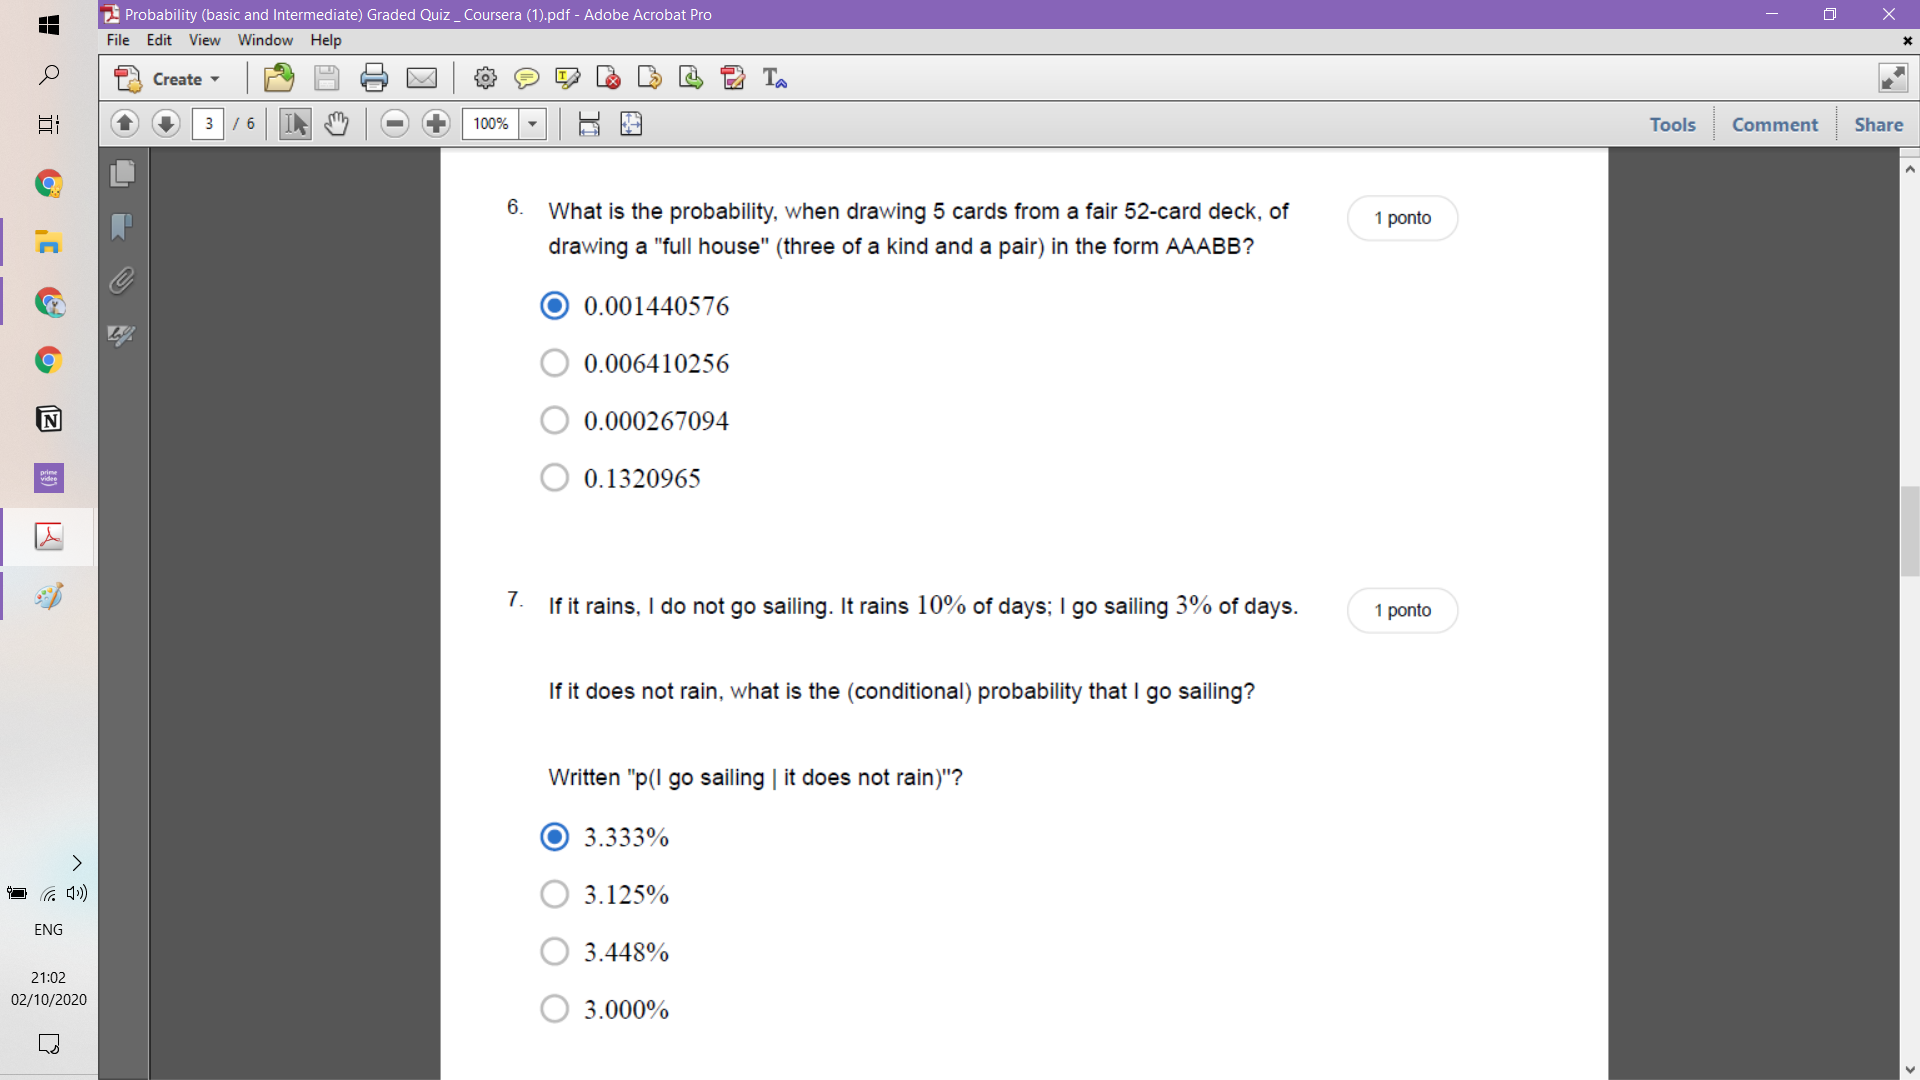 Probability (basic and Intermediate) Graded Quiz _ Coursera (1).pdf - Adobe Acrobat Pro
File Edit View Window Help
Create
3 / 6 100% Tools Comment Share
6. What is the probability, when drawing 5 cards from a fair 52-card deck, of 1 ponto
drawing a "full house" (three of a kind and a pair) in the form AAABB?
0.001440576
0.006410256
0.000267094
0.1320965
7. If it rains, I do not go sailing. It rains 10% of days; I go sailing 3% of days. 1 ponto
If it does not rain, what is the (conditional) probability that I go sailing?
Written "p(I go sailing | it does not rain)"?
3.333%
3.125%
3.448%
3.000%
prime
video
ENG
21:02
02/10/2020